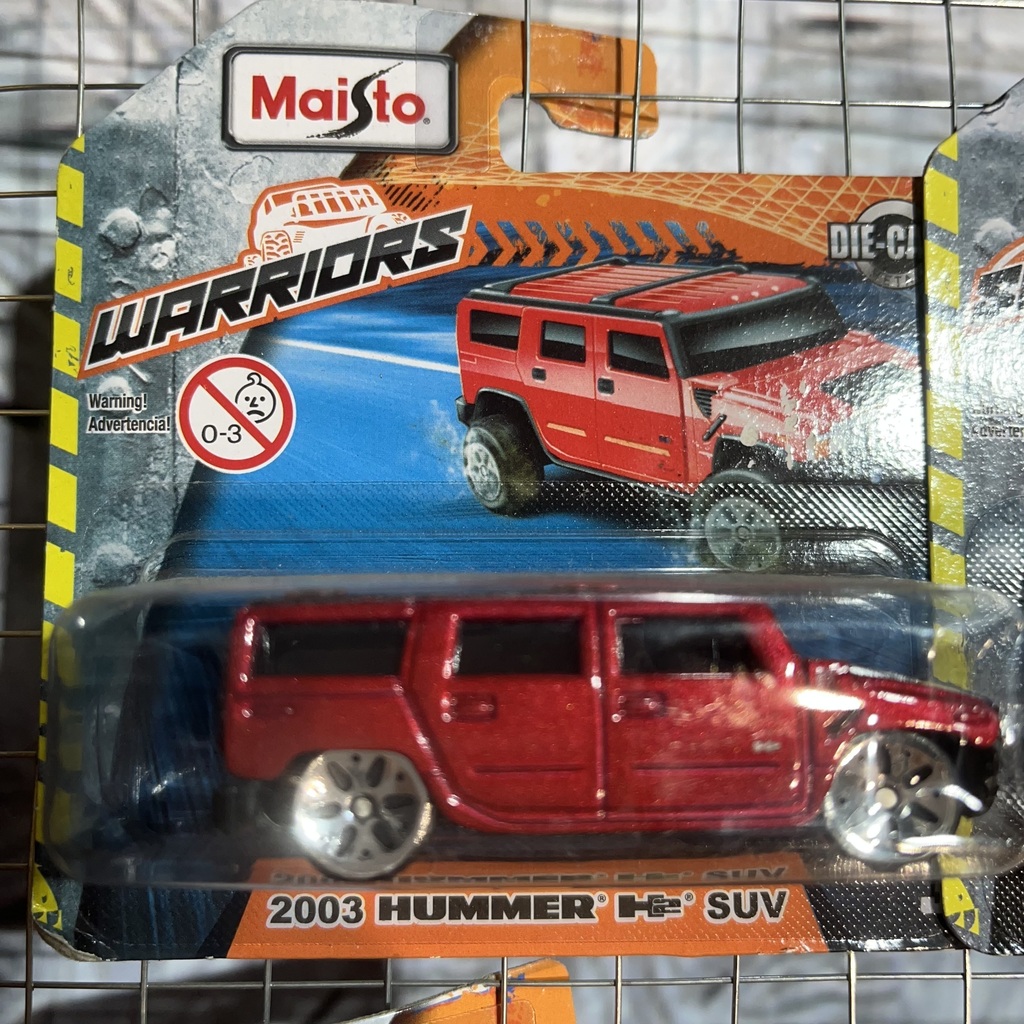 Maisto
WARRIORS
DIE-CA
Warning!
Advertencia!
0-3
2003 HUMMER® H2® SUV